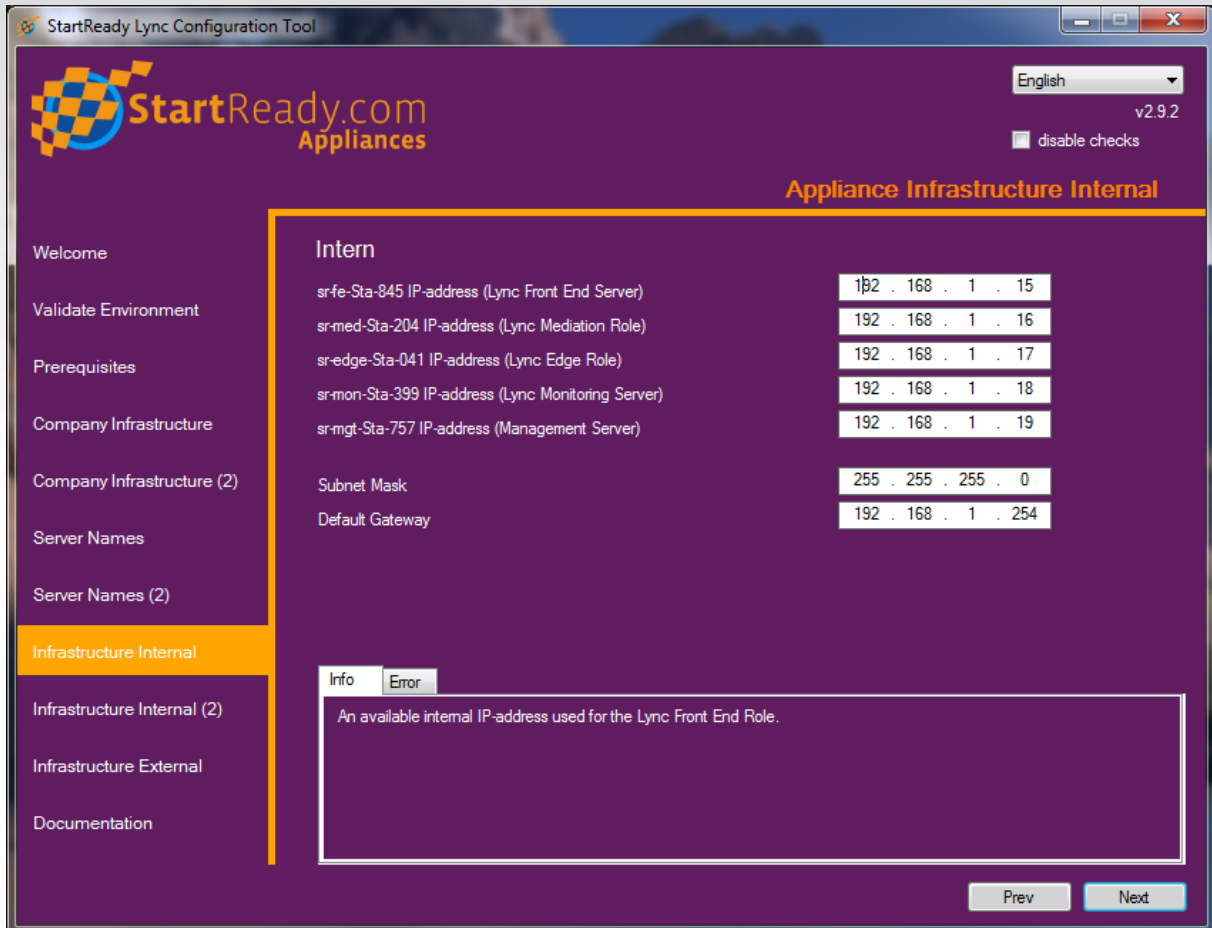 StartReady Lync Configuration Tool
StartReady.com
Appliances
English
v2.9.2
disable checks
Appliance Infrastructure Internal
Welcome
Validate Environment
Prerequisites
Company Infrastructure
Company Infrastructure (2)
Server Names
Server Names (2)
Infrastructure Internal
Infrastructure Internal (2)
Infrastructure External
Documentation
Intern
sr-fe-Sta-845 IP-address (Lync Front End Server) 192 . 168 . 1 . 15
sr-med-Sta-204 IP-address (Lync Mediation Role) 192 . 168 . 1 . 16
sr-edge-Sta-041 IP-address (Lync Edge Role) 192 . 168 . 1 . 17
sr-mon-Sta-399 IP-address (Lync Monitoring Server) 192 . 168 . 1 . 18
sr-mgt-Sta-757 IP-address (Management Server) 192 . 168 . 1 . 19
Subnet Mask 255 . 255 . 255 . 0
Default Gateway 192 . 168 . 1 . 254
Info Error
An available internal IP-address used for the Lync Front End Role.
Prev Next